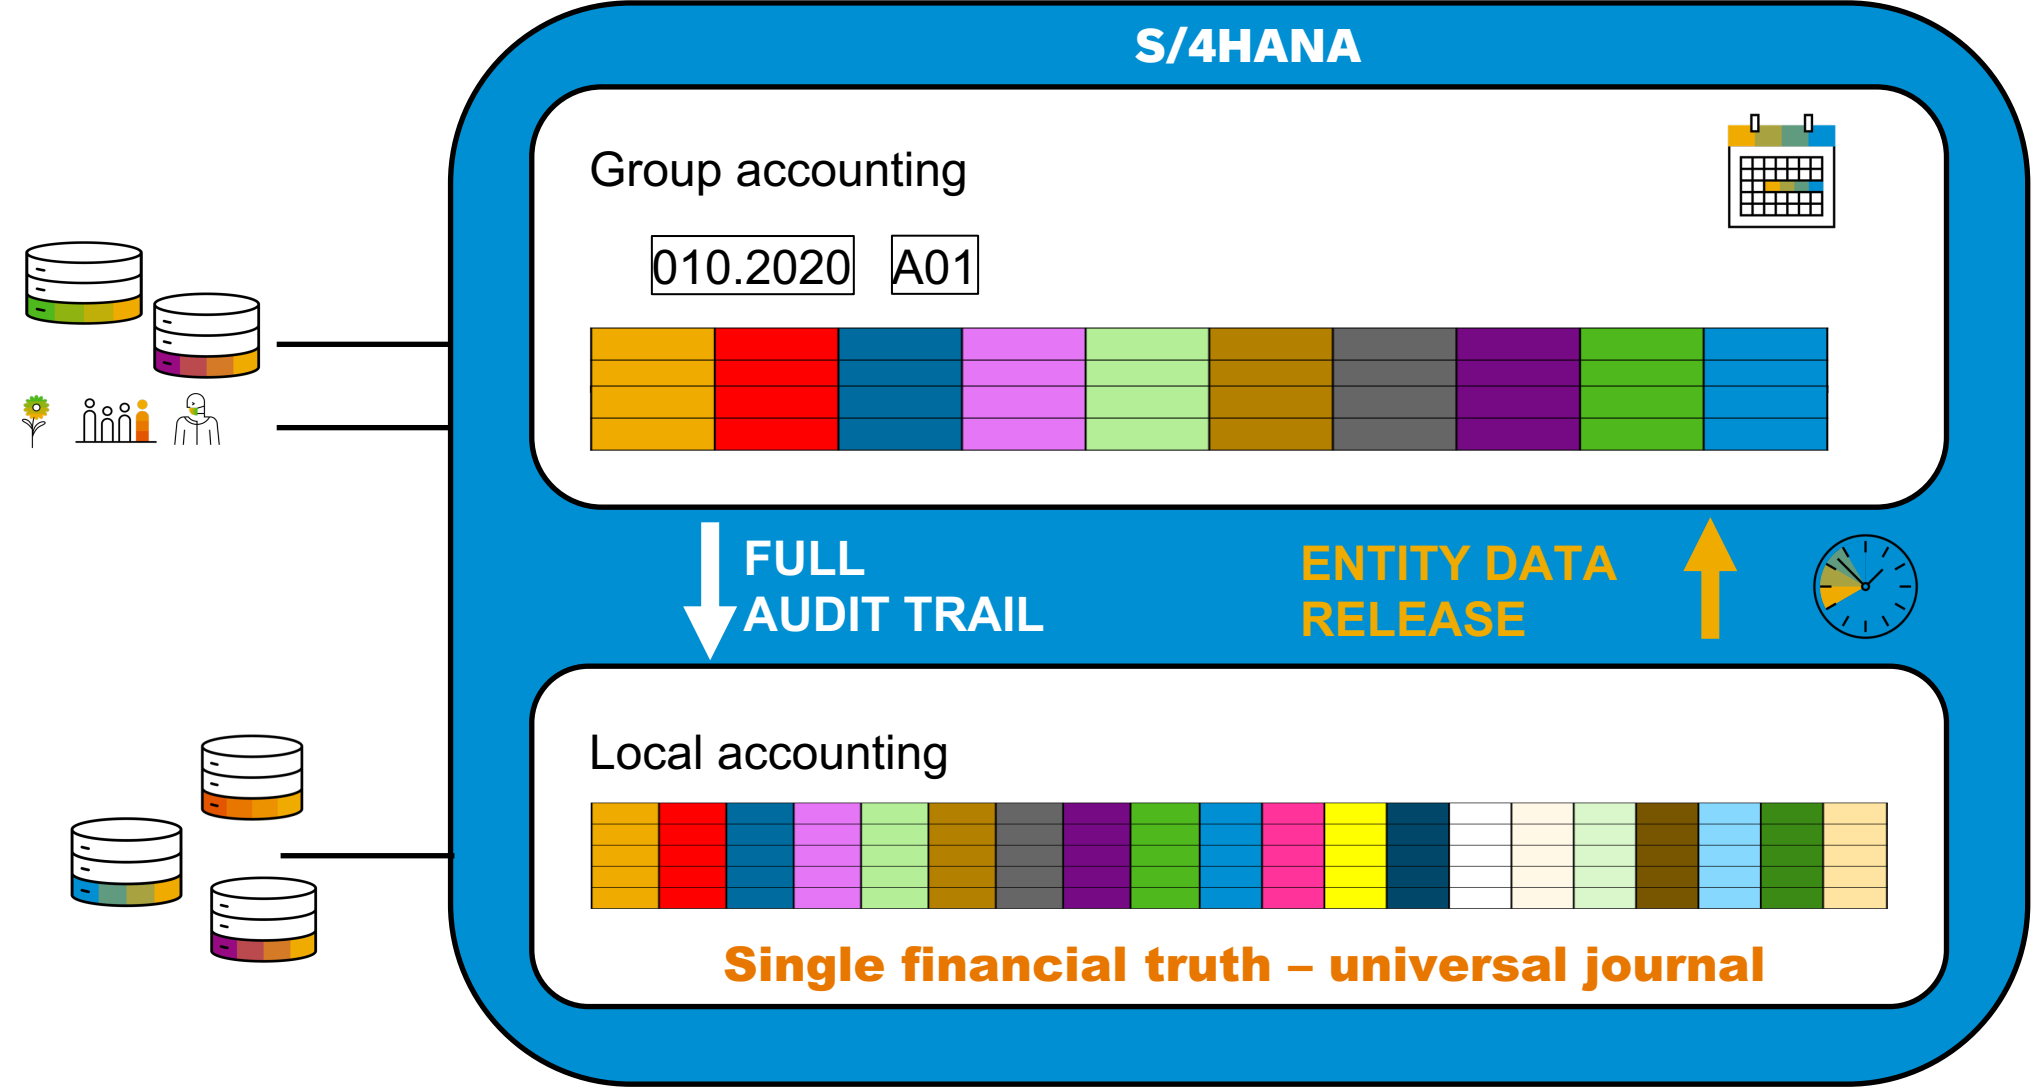 S/4HANA
Group accounting
010.2020 A01
FULL
AUDIT TRAIL
ENTITY DATA
RELEASE
Local accounting
Single financial truth – universal journal